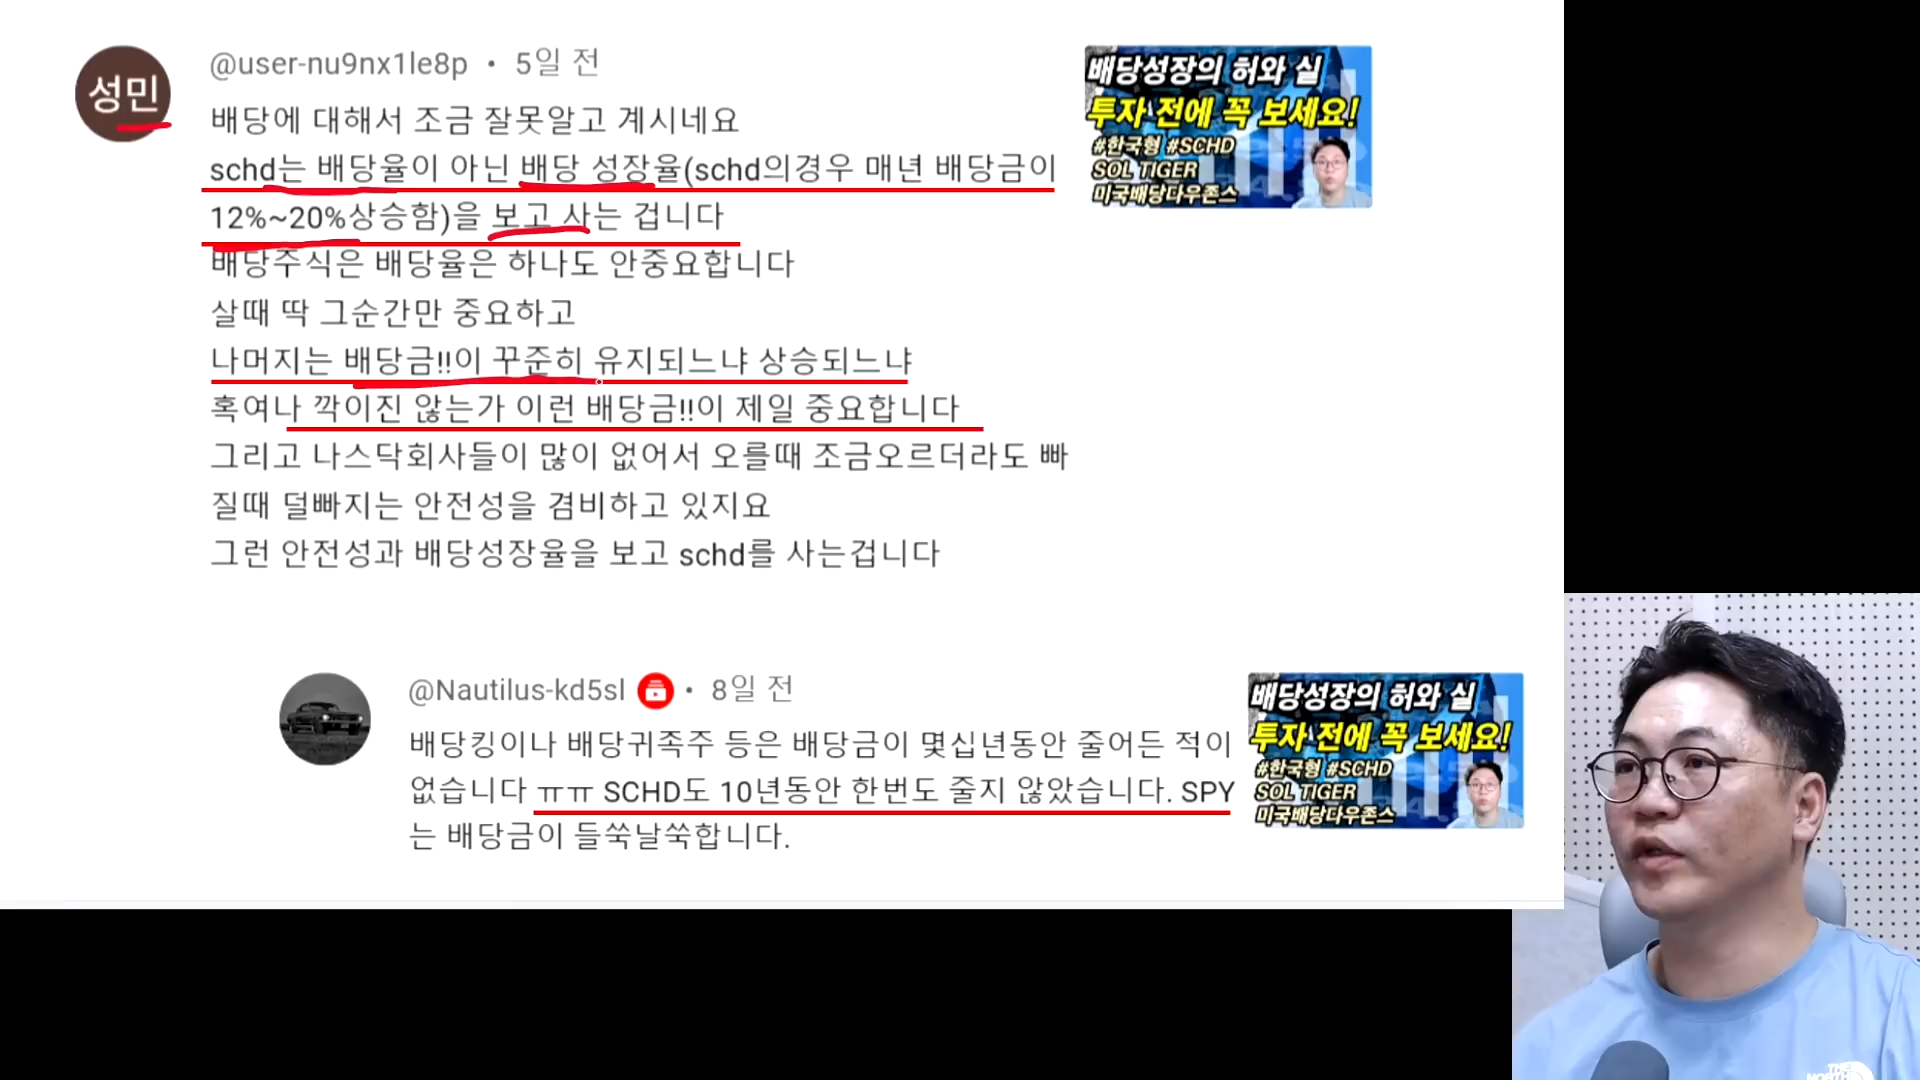 성민
@user-nu9nx1le8p • 5일 전
배당에 대해서 조금 잘못알고 계시네요
schd는 배당율이 아닌 배당 성장율(schd의경우 매년 배당금이
12%~20%상승함)을 보고 사는 겁니다
배당주식은 배당율은 하나도 안중요합니다
살때 딱 그순간만 중요하고
나머지는 배당금!!이 꾸준히 유지되느냐 상승되느냐
혹여나 깍이진 않는가 이런 배당금!!이 제일 중요합니다
그리고 나스닥회사들이 많이 없어서 오를때 조금오르더라도 빠
질때 덜빠지는 안전성을 겸비하고 있지요
그런 안전성과 배당성장율을 보고 schd를 사는겁니다
배당성장의 허와 실
투자 전에 꼭 보세요!
#한국형 #SCHD
SOL TIGER
미국배당다우존스
@Nautilus-kd5sl • 8일 전
배당킹이나 배당귀족주 등은 배당금이 몇십년동안 줄어든 적이
없습니다 ㅠㅠ SCHD도 10년동안 한번도 줄지 않았습니다. SPY
는 배당금이 들쑥날쑥합니다.
배당성장의 허와 실
투자 전에 꼭 보세요!
#한국형 #SCHD
SOL TIGER
미국배당다우존스
THE